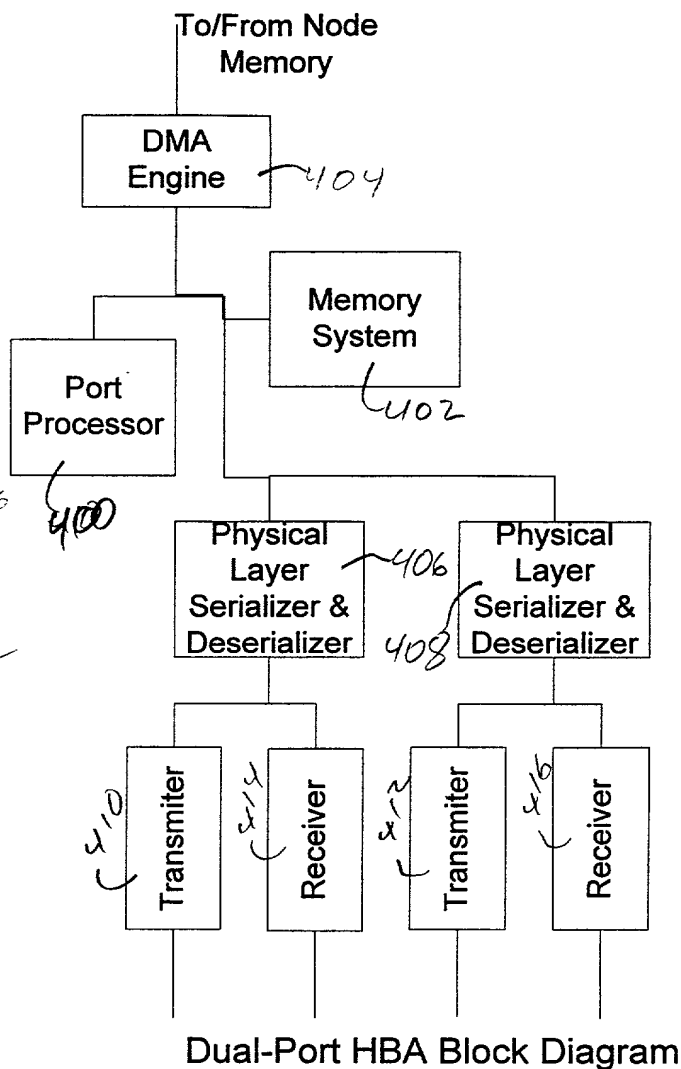 To/From Node
Memory
DMA
Engine
404
Memory
System
402
Port
Processor
400
Physical
Layer
Serializer &
Deserializer
406
Physical
Layer
Serializer &
Deserializer
408
Transmiter
410
Receiver
414
Transmiter
412
Receiver
416
Dual-Port HBA Block Diagram